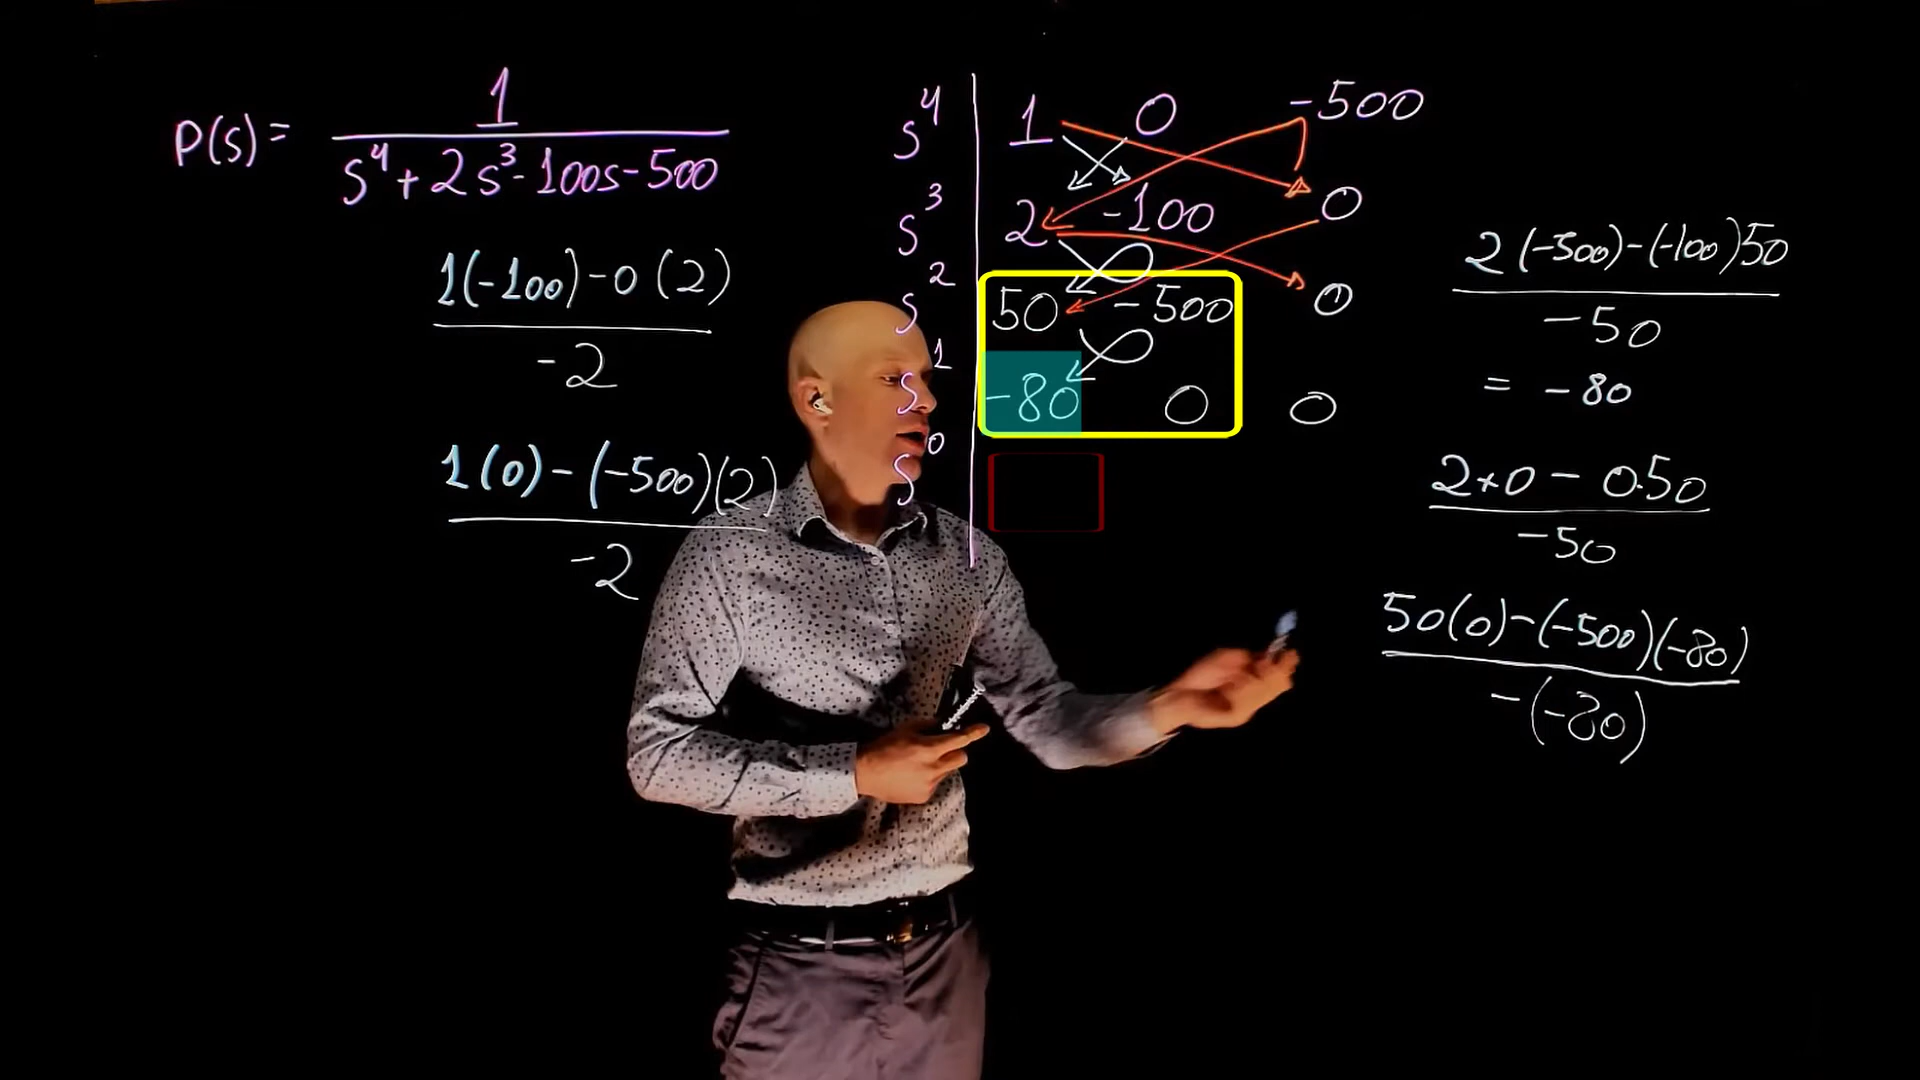 P(s)= 1 / s⁴+2s³-100s-500
1(-100)-0(2)
-2
1(0)-(-500)(2)
-2
s⁴ | 1 0 -500
s³ | 2 -100 0
s² | 50 -500 0
s¹ | -80 0 0
s⁰ |
2(-500)-(-100)50
-50
= -80
2*0 - 0.50
-50
50(0)-(-500)(-80)
-(-80)